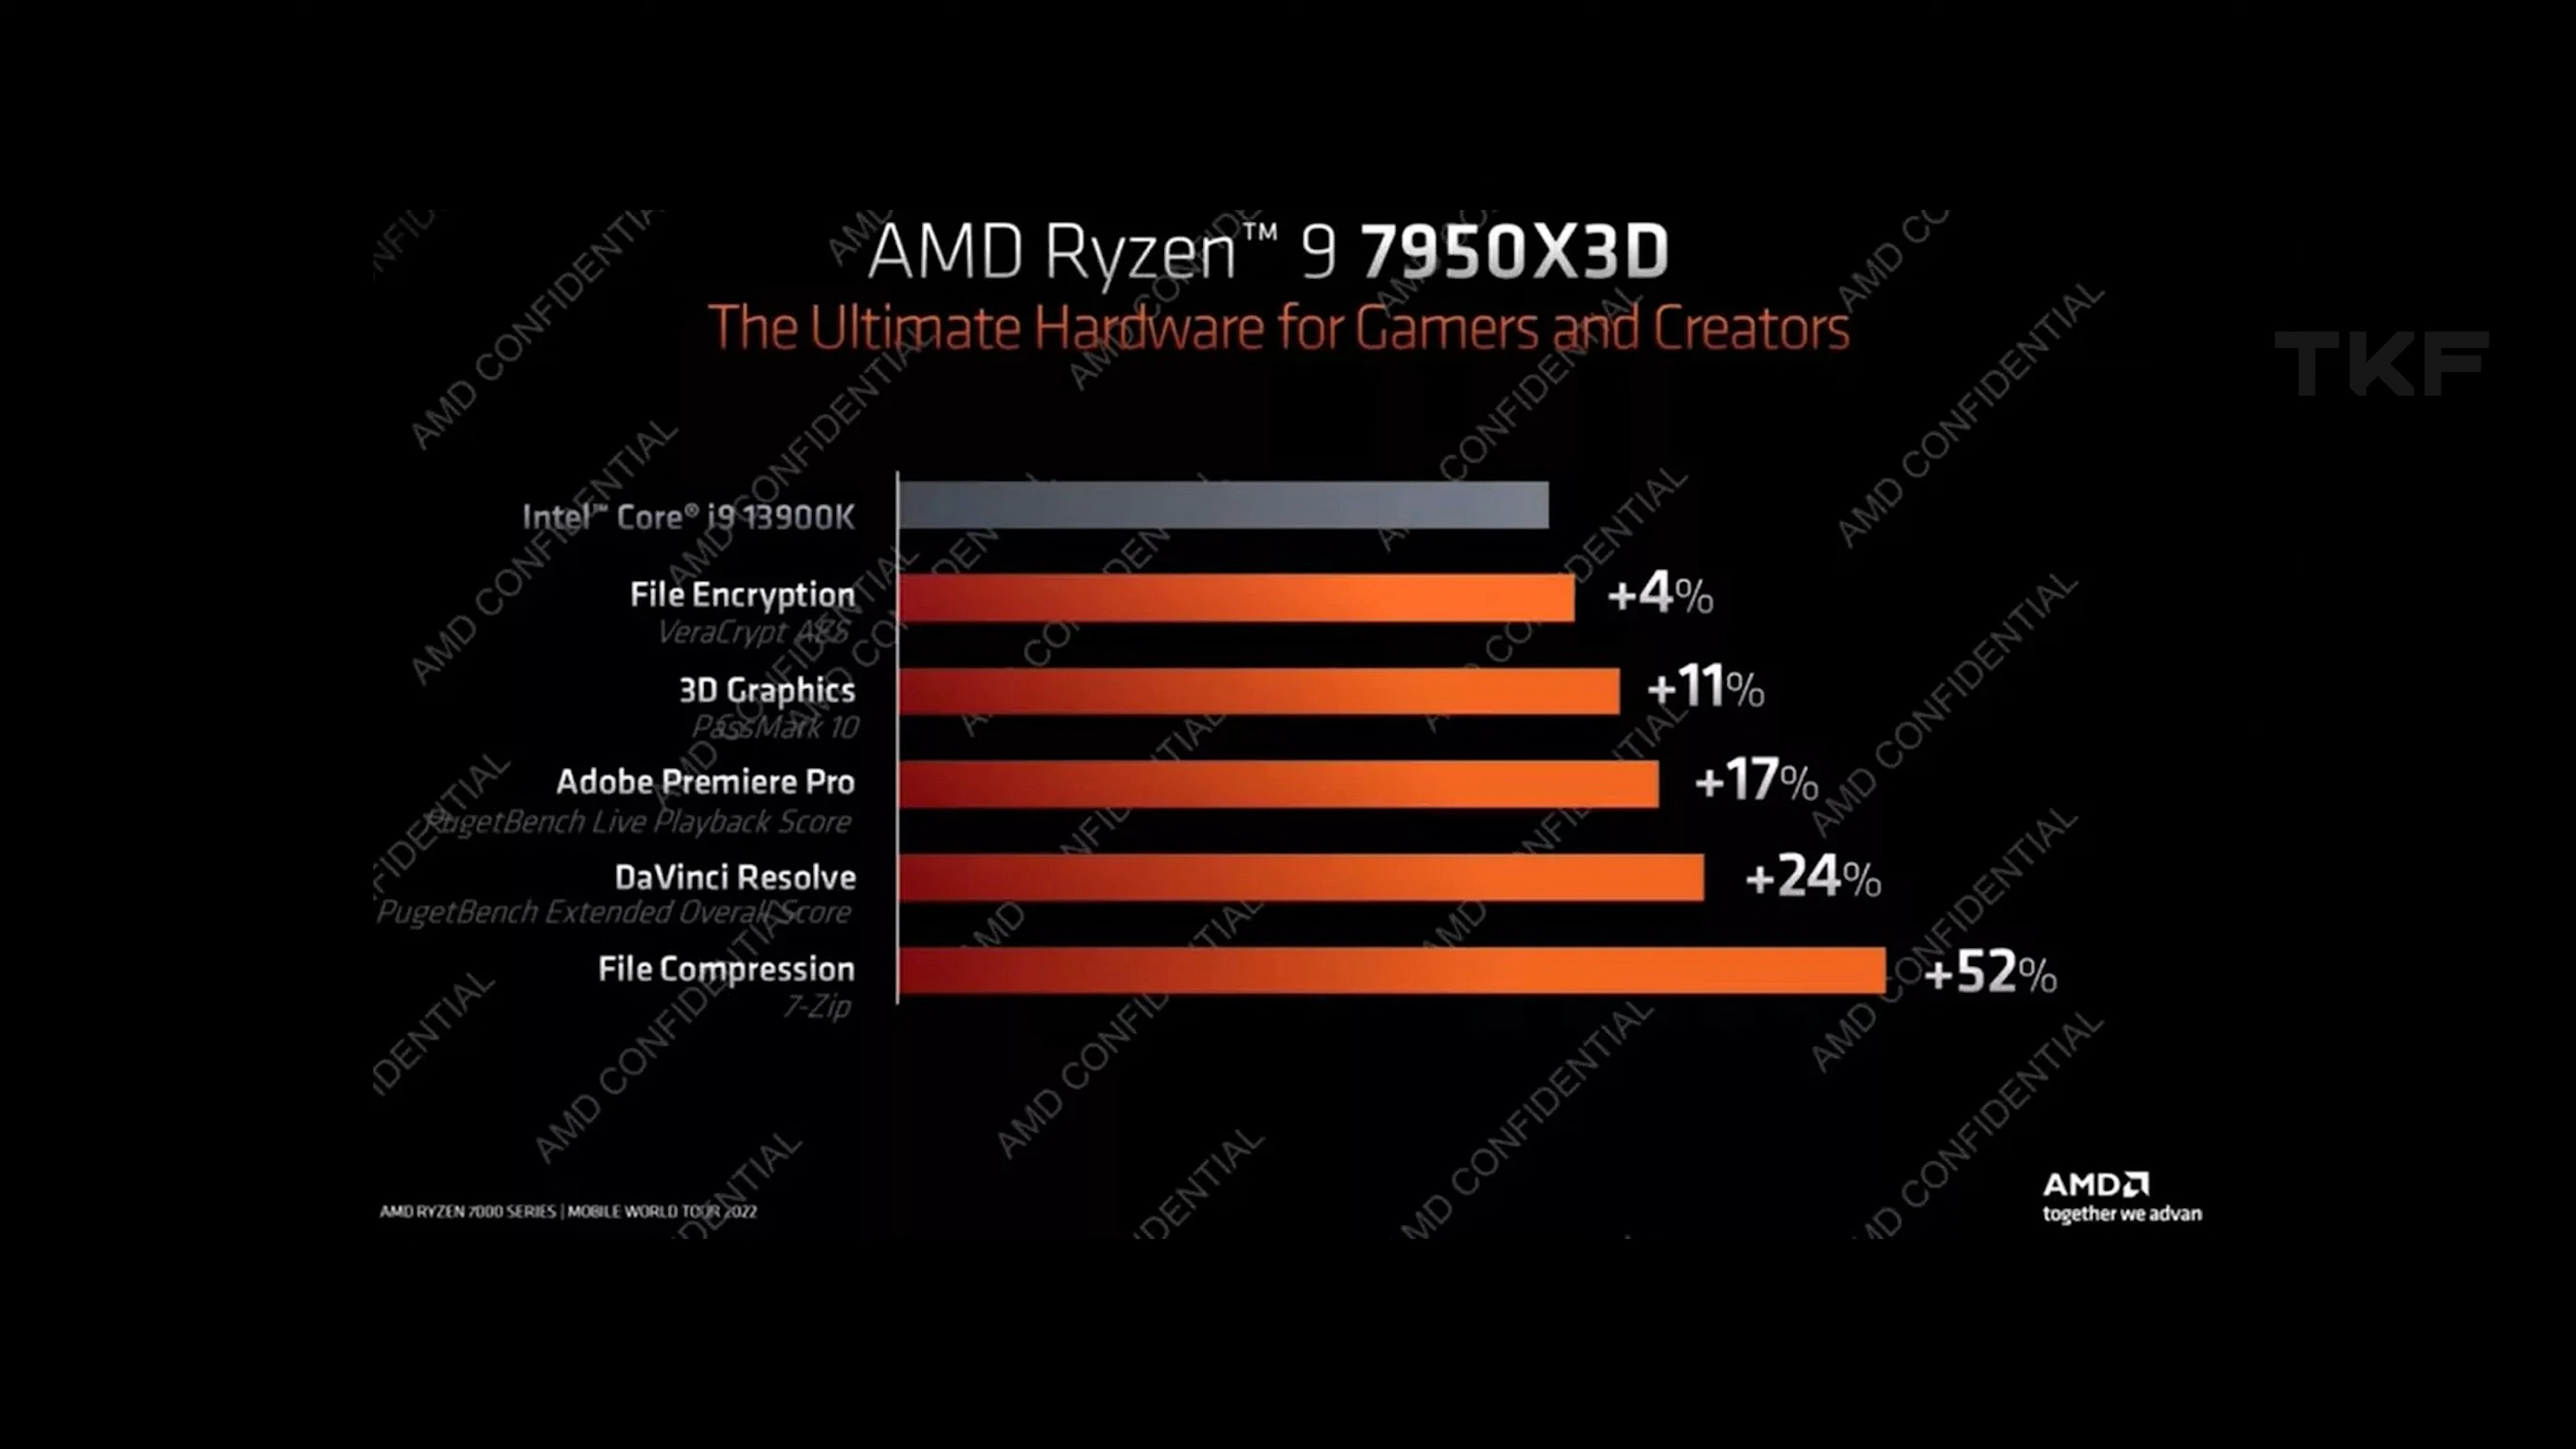 AMD Ryzen™ 9 7950X3D
The Ultimate Hardware for Gamers and Creators
TKF
Intel™ Core® i9 13900K
File Encryption +4%
VeraCrypt AES
3D Graphics +11%
PassMark 10
Adobe Premiere Pro +17%
PugetBench Live Playback Score
DaVinci Resolve +24%
PugetBench Extended Overall Score
File Compression +52%
7-Zip
AMD CONFIDENTIAL
AMD RYZEN 7000 SERIES | MOBILE WORLD TOUR 2022
AMD
together we advan